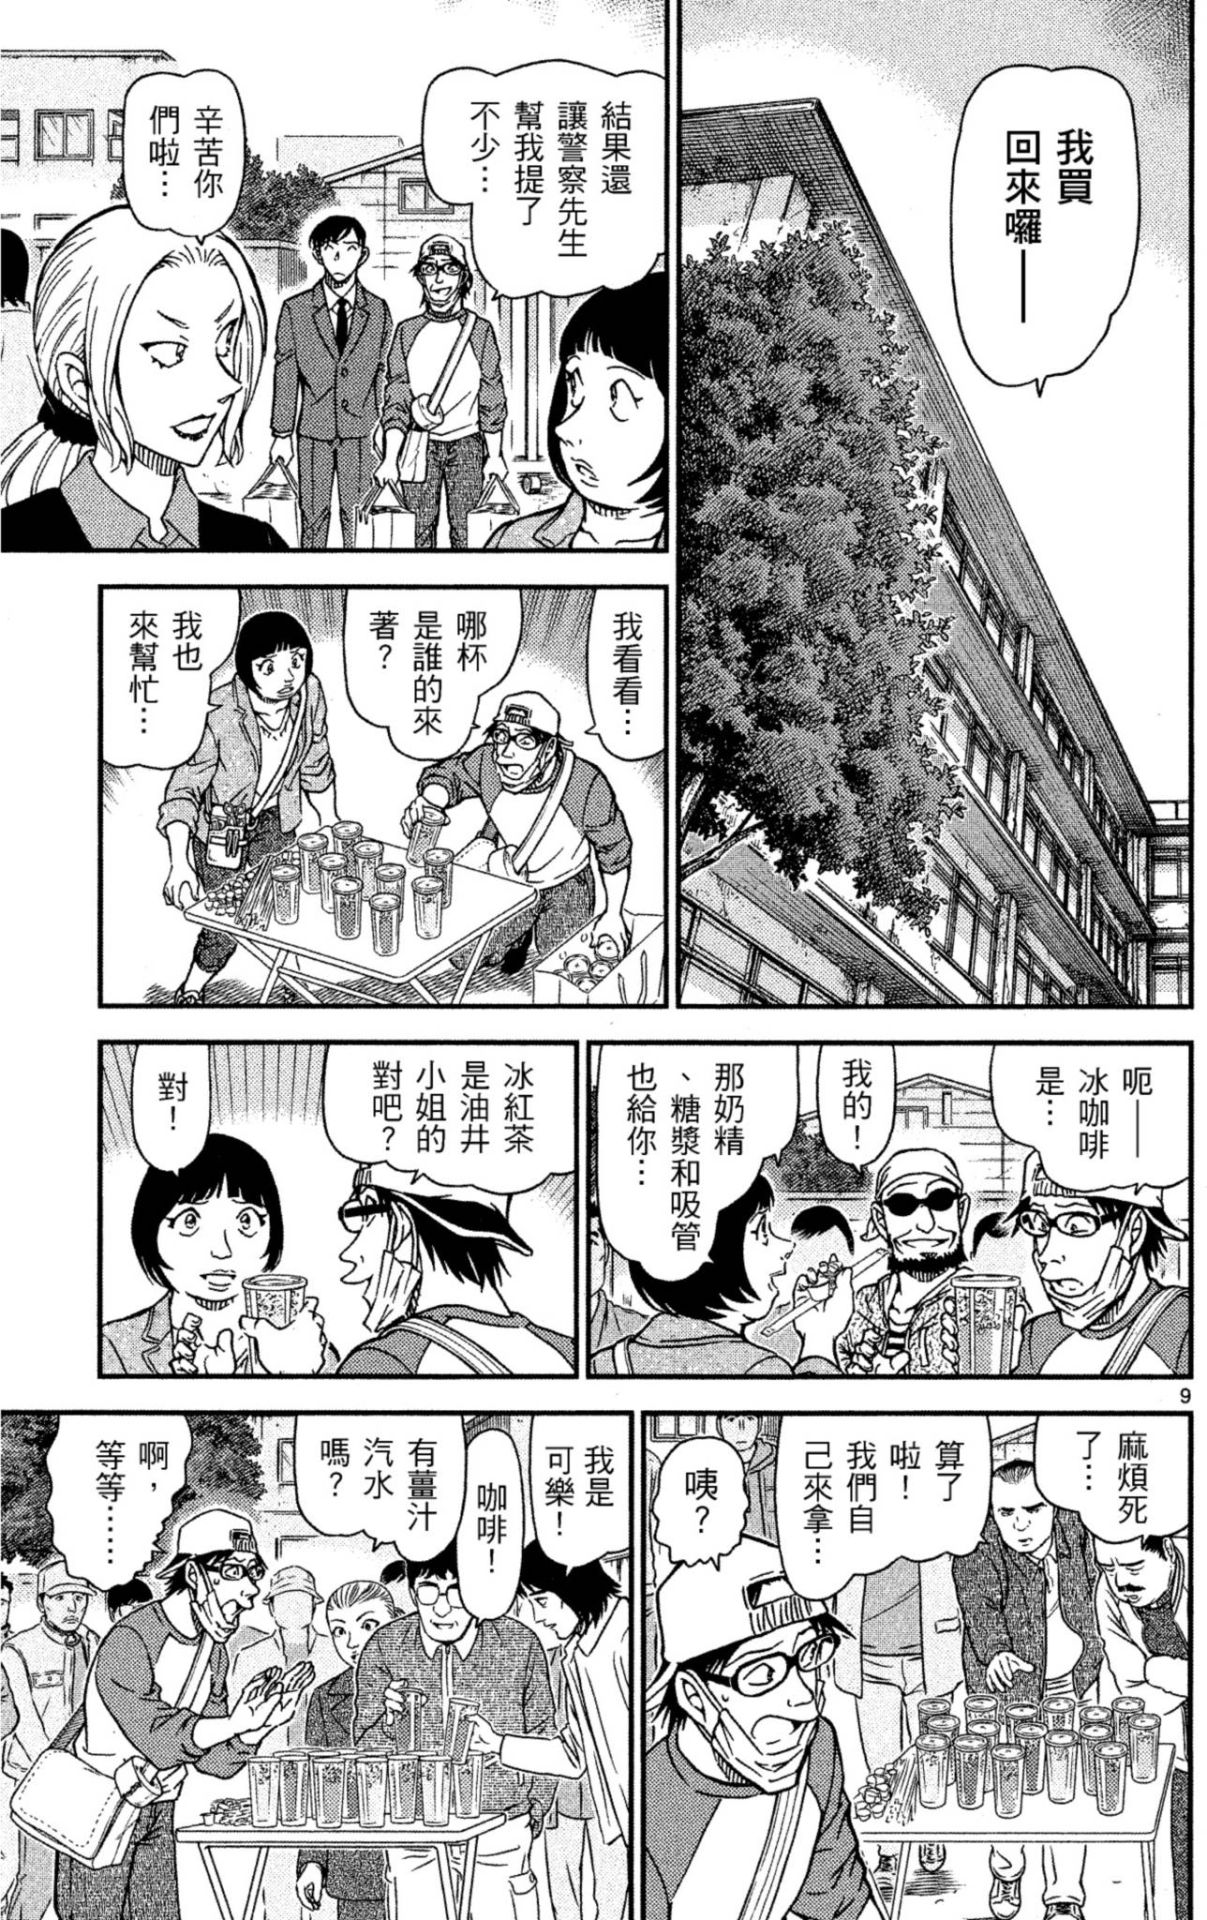 我買
回來囉——
結果還
讓警察先生
幫我提了
不少…
辛苦你
們啦…
我看看…
哪杯
是誰的來
著？
我也
來幫忙…
呃——
冰咖啡
是…
我的！
那奶精
、糖漿和吸管
也給你…
冰紅茶
是油井
小姐的
對吧？
對！
9
麻煩死
了…
算了
啦！
我們自
己來拿…
咦？
我是
可樂！
咖啡！
有薑汁
汽水
嗎？
啊，
等等……